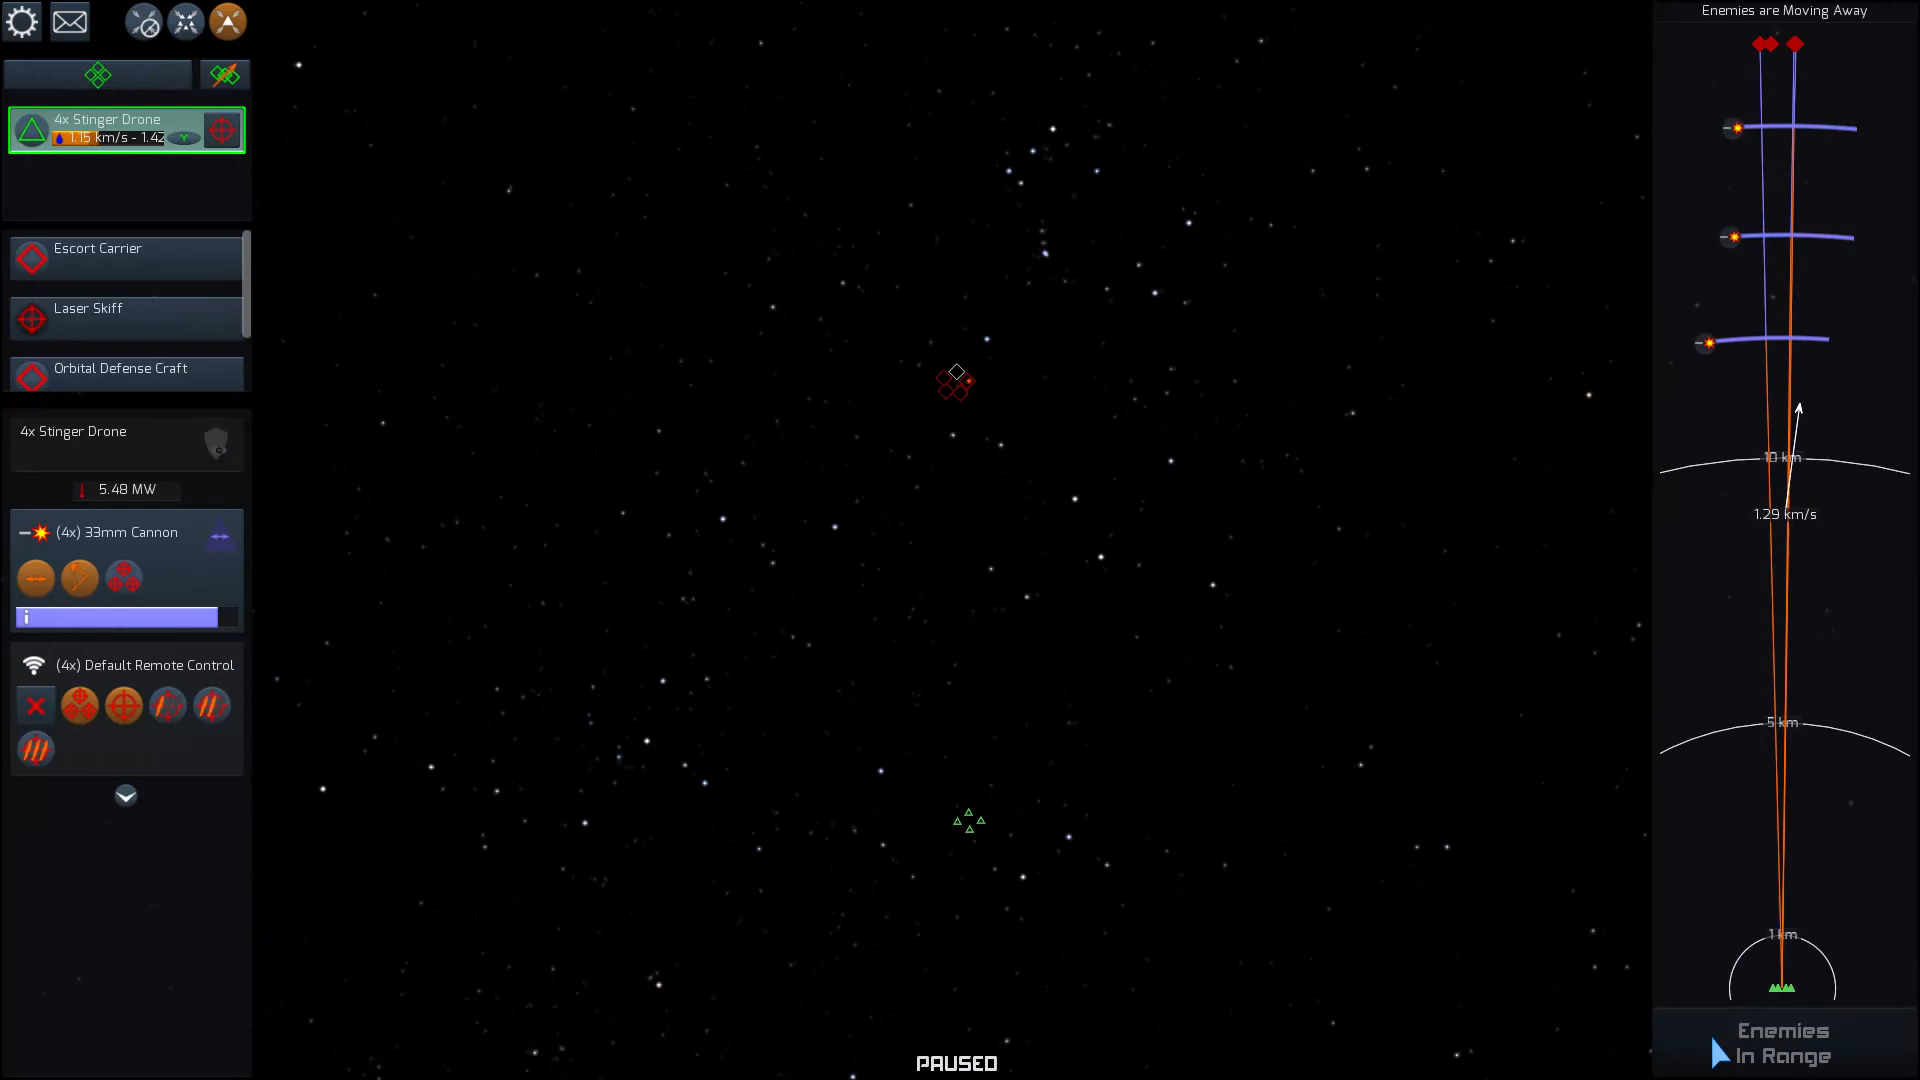 Enemies are Moving Away
4x Stinger Drone
1.15 km/s - 1.42
Escort Carrier
Laser Skiff
Orbital Defense Craft
4x Stinger Drone
5.48 MW
(4x) 33mm Cannon
(4x) Default Remote Control
10 km
1.29 km/s
5 km
1 km
Enemies
In Range
PAUSED